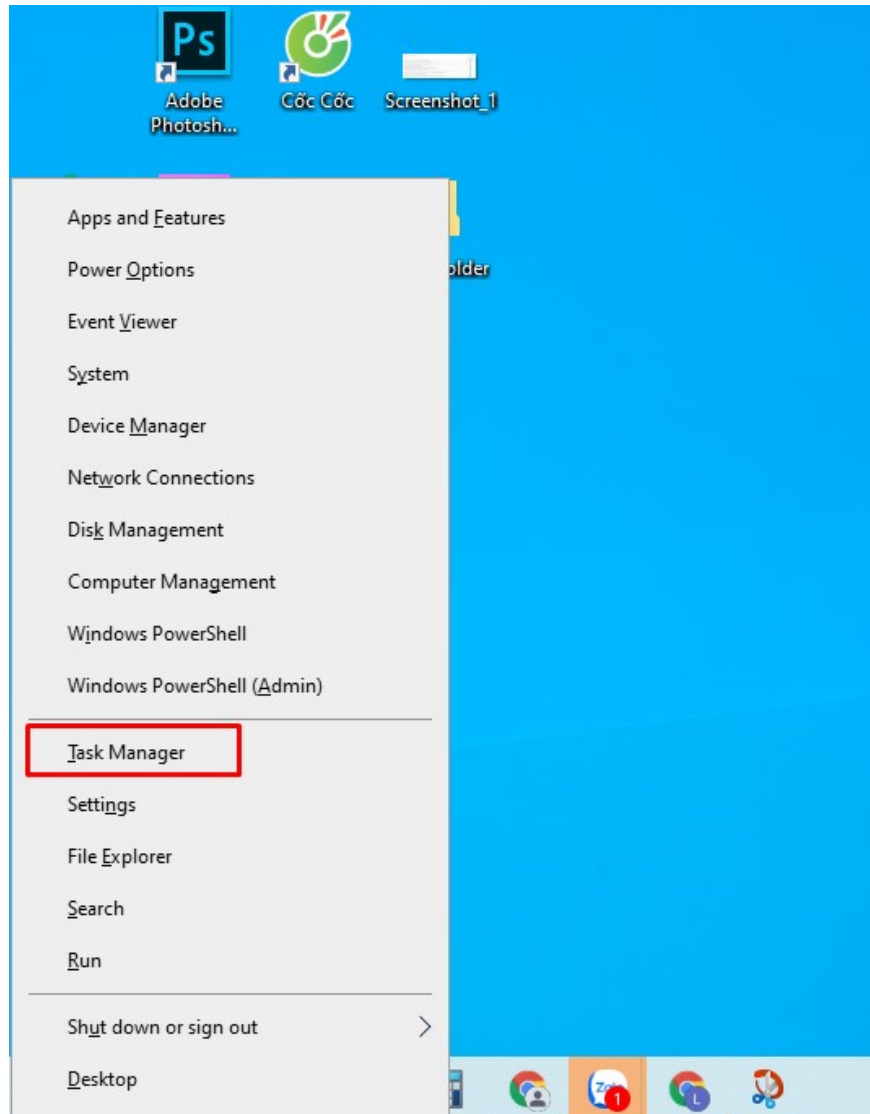 Ps
Adobe
Photosh...
Cốc Cốc
Screenshot_1
older
Apps and Features
Power Options
Event Viewer
System
Device Manager
Network Connections
Disk Management
Computer Management
Windows PowerShell
Windows PowerShell (Admin)
Task Manager
Settings
File Explorer
Search
Run
Shut down or sign out
Desktop
Zalo
1
L